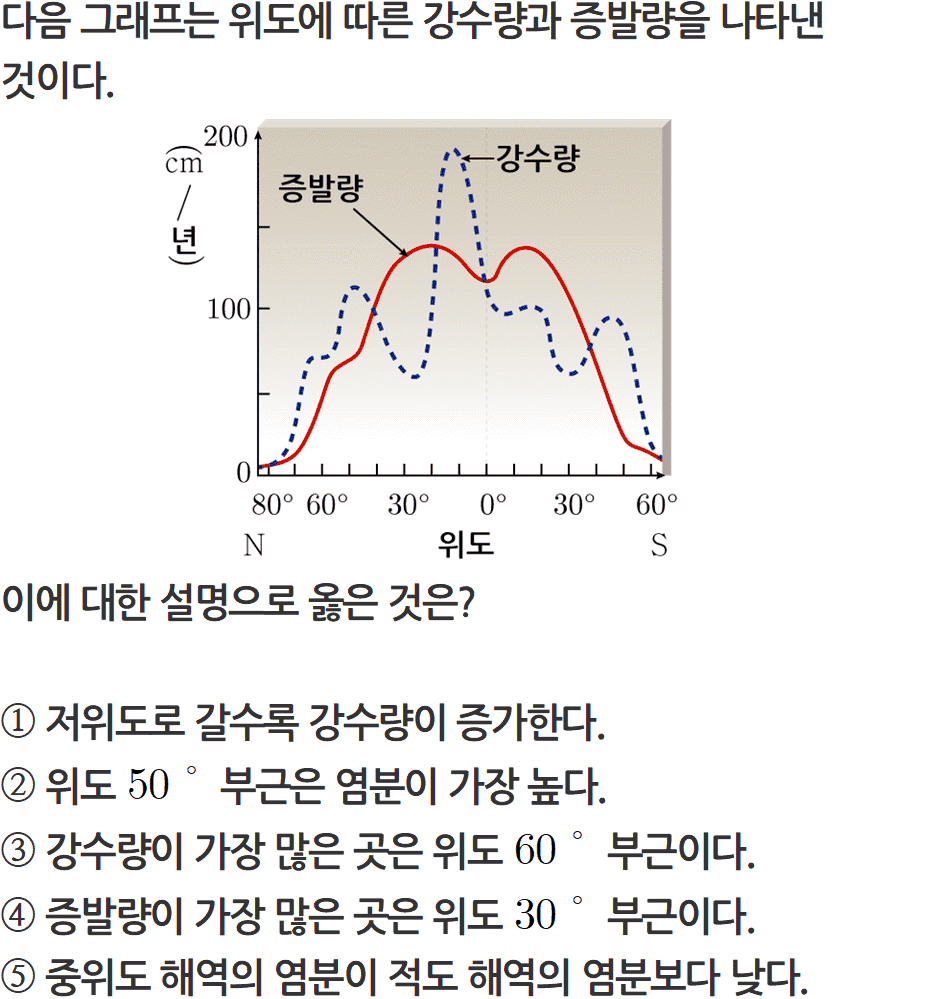 다음 그래프는 위도에 따른 강수량과 증발량을 나타낸
것이다.
200
(cm/년)
강수량
증발량
100
0
80° 60° 30° 0° 30° 60°
N 위도 S
이에 대한 설명으로 옳은 것은?
① 저위도로 갈수록 강수량이 증가한다.
② 위도 50° 부근은 염분이 가장 높다.
③ 강수량이 가장 많은 곳은 위도 60° 부근이다.
④ 증발량이 가장 많은 곳은 위도 30° 부근이다.
⑤ 중위도 해역의 염분이 적도 해역의 염분보다 낮다.